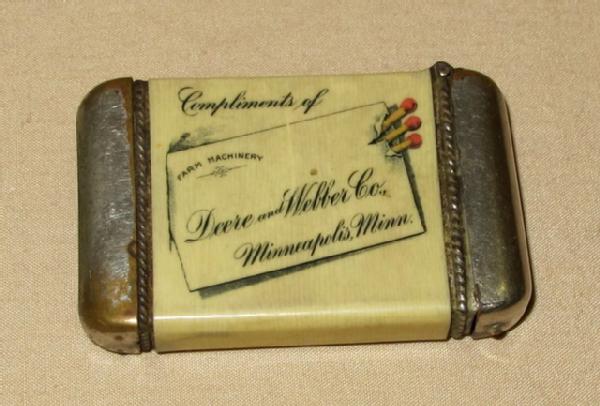 Compliments of
FARM MACHINERY
Deere and Webber Co.,
Minneapolis, Minn.